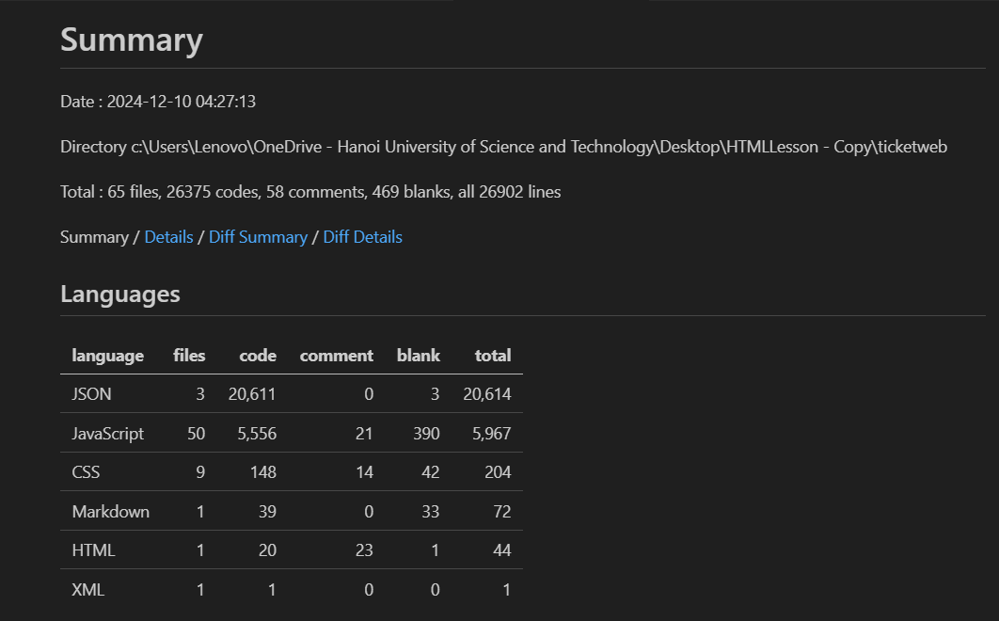 Summary
Date : 2024-12-10 04:27:13
Directory c:\Users\Lenovo\OneDrive - Hanoi University of Science and Technology\Desktop\HTMLLesson - Copy\ticketweb
Total : 65 files, 26375 codes, 58 comments, 469 blanks, all 26902 lines
Summary / Details / Diff Summary / Diff Details
Languages
language files code comment blank total
JSON 3 20,611 0 3 20,614
JavaScript 50 5,556 21 390 5,967
CSS 9 148 14 42 204
Markdown 1 39 0 33 72
HTML 1 20 23 1 44
XML 1 1 0 0 1